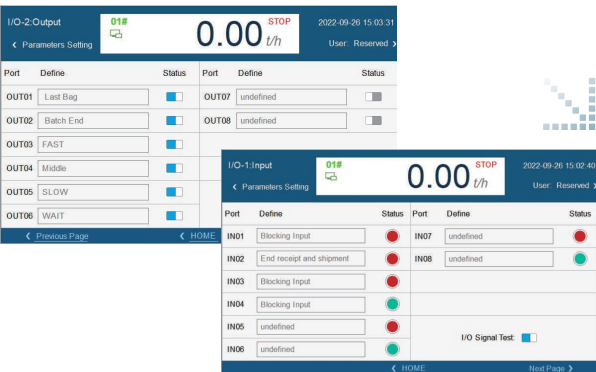 I/O-2:Output 01# 0.00 t/h STOP 2022-09-26 15:03:31
< Parameters Setting User: Reserved >
Port Define Status Port Define Status
OUT01 Last Bag OUT07 undefined
OUT02 Batch End OUT08 undefined
OUT03 FAST
OUT04 Middle
OUT05 SLOW
OUT06 WAIT
< Previous Page < HOME
I/O-1:Input 01# 0.00 t/h STOP 2022-09-26 15:02:40
< Parameters Setting User: Reserved >
Port Define Status Port Define Status
IN01 Blocking Input IN07 undefined
IN02 End receipt and shipment IN08 undefined
IN03 Blocking Input
IN04 Blocking Input
IN05 undefined
I/O Signal Test:
IN06 undefined
< HOME Next Page >